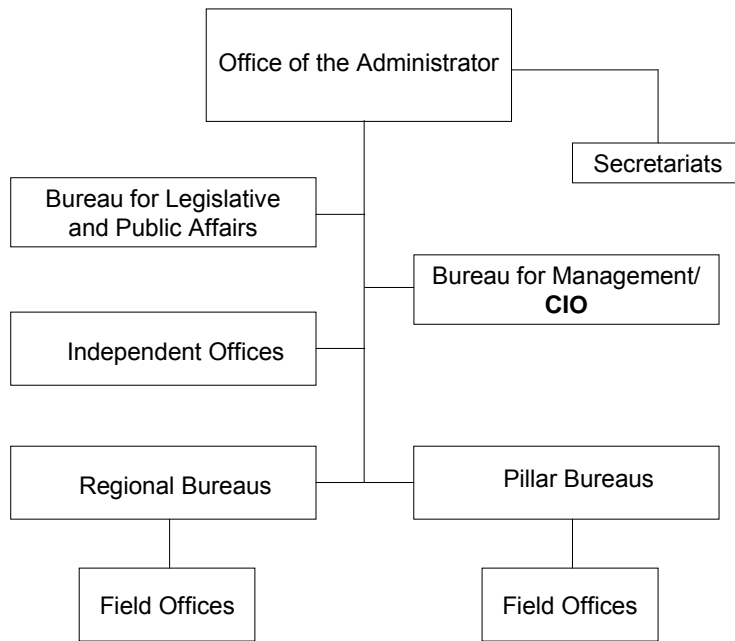 Office of the Administrator
Secretariats
Bureau for Legislative
and Public Affairs
Bureau for Management/
CIO
Independent Offices
Regional Bureaus
Pillar Bureaus
Field Offices
Field Offices